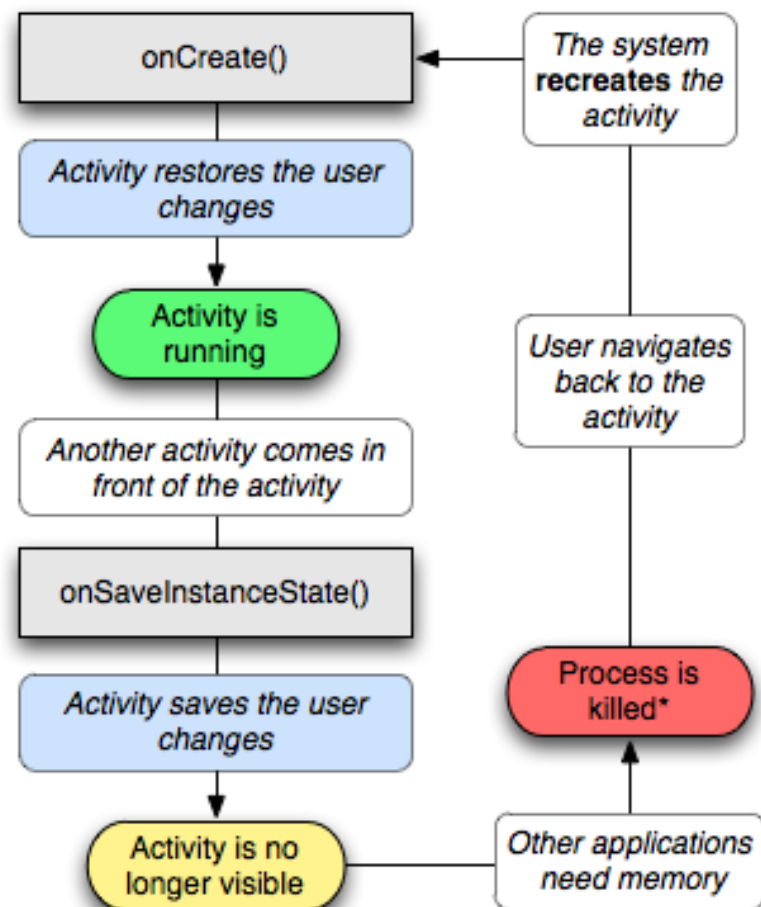 onCreate()
The system
recreates the
activity
Activity restores the user
changes
Activity is
running
User navigates
back to the
activity
Another activity comes in
front of the activity
onSaveInstanceState()
Process is
killed*
Activity saves the user
changes
Activity is no
longer visible
Other applications
need memory